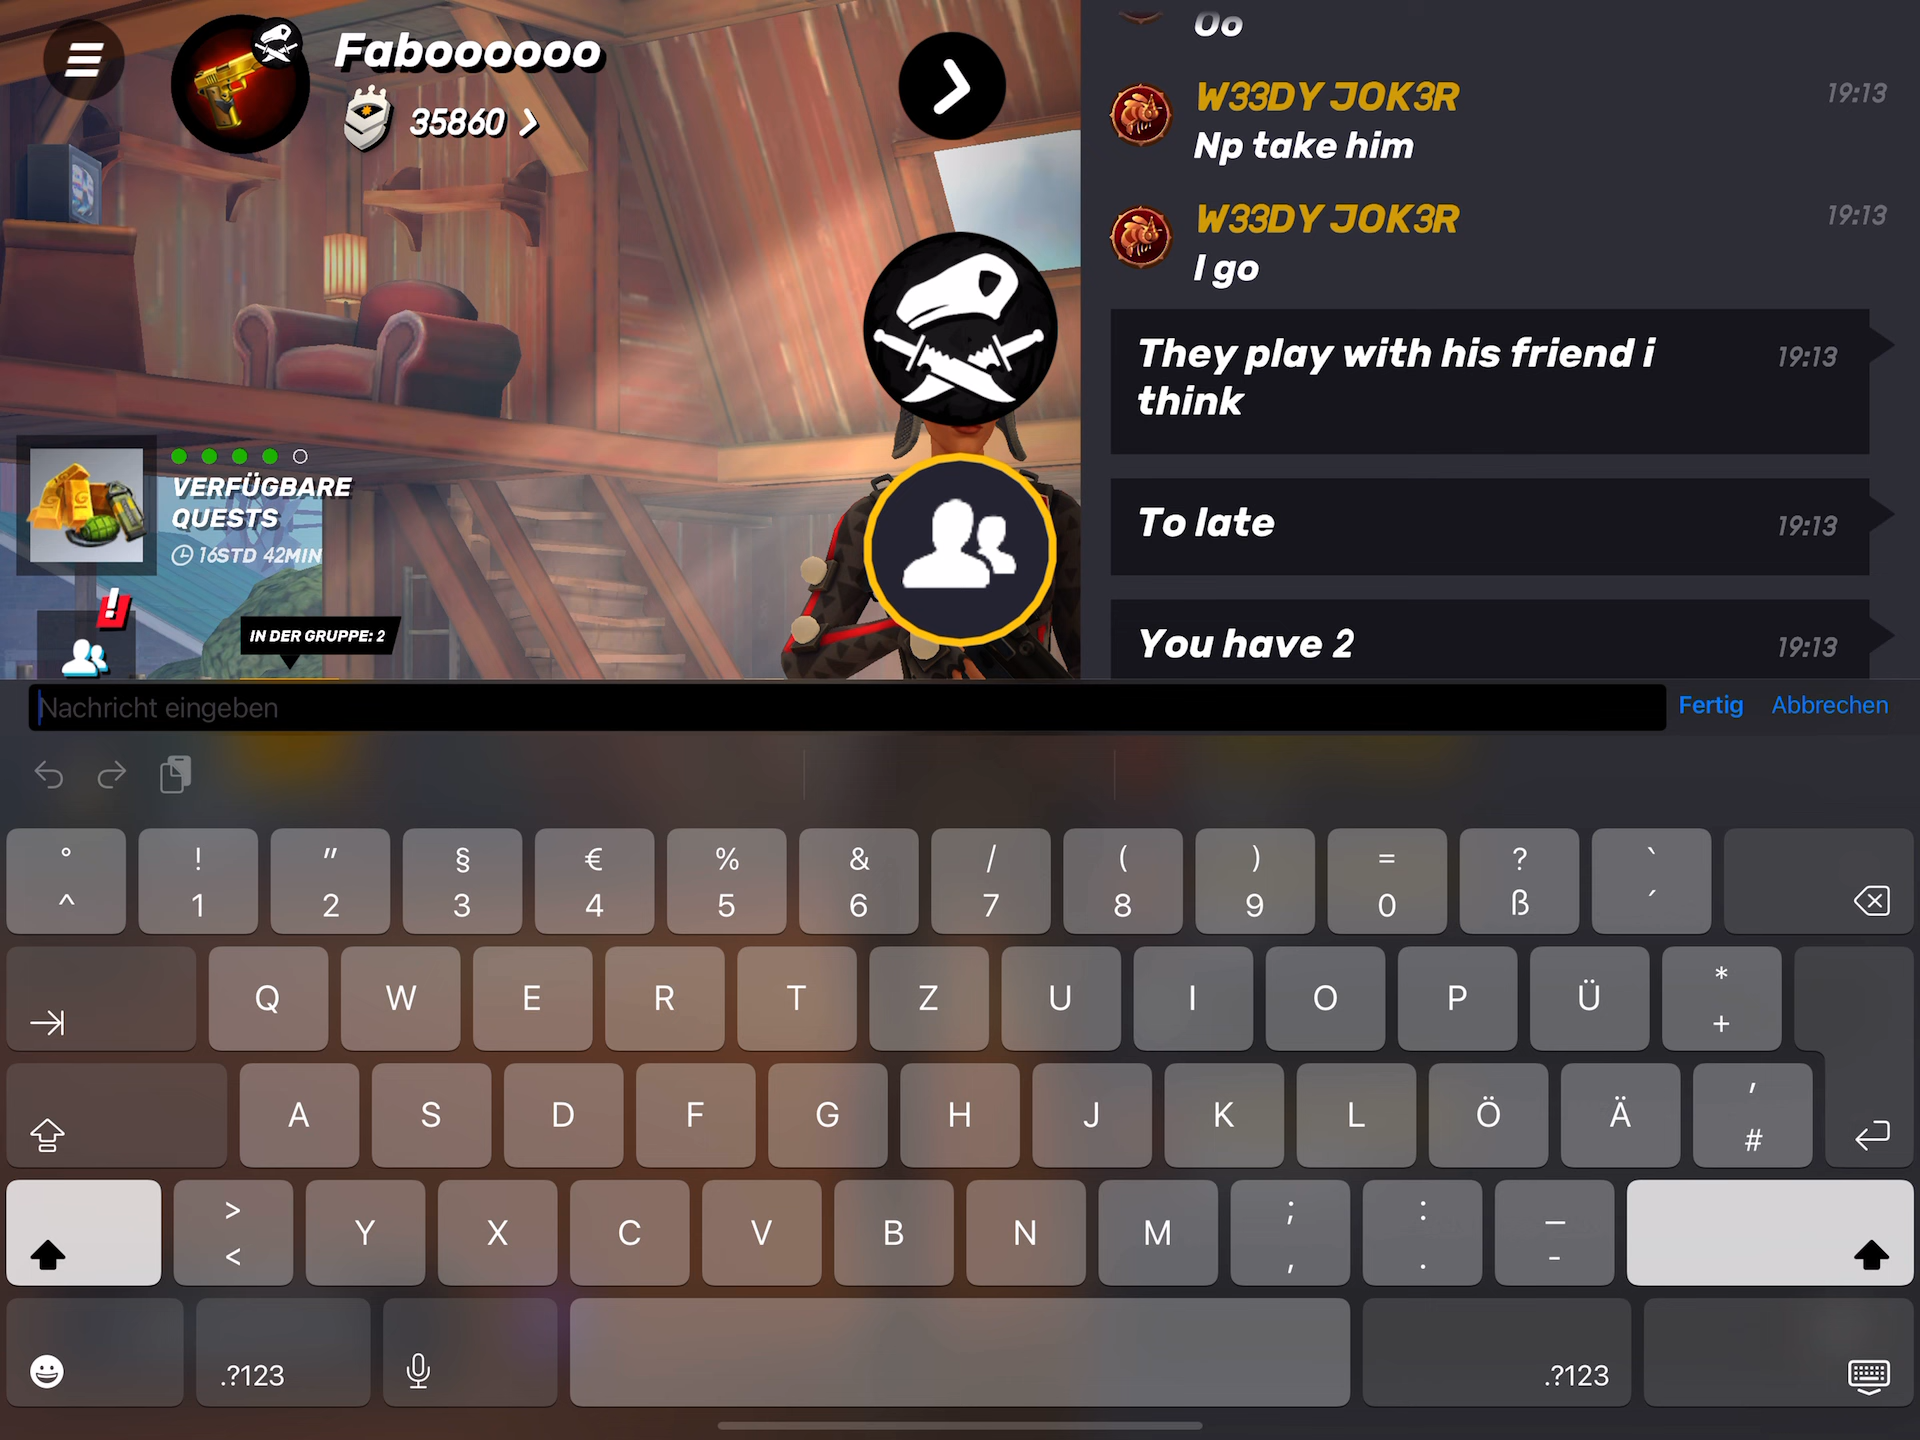 Faboooooo
35860
VERFÜGBARE
QUESTS
16STD 42MIN
IN DER GRUPPE: 2
Oo
W33DY JOK3R 19:13
Np take him
W33DY JOK3R 19:13
I go
They play with his friend i
think
19:13
To late 19:13
You have 2 19:13
Nachricht eingeben Fertig Abbrechen
° ! " § € % & / ( ) = ? `
^ 1 2 3 4 5 6 7 8 9 0 ß ´
Q W E R T Z U I O P Ü * +
A S D F G H J K L Ö Ä ' #
> < Y X C V B N M ; , : . _ -
.?123 .?123